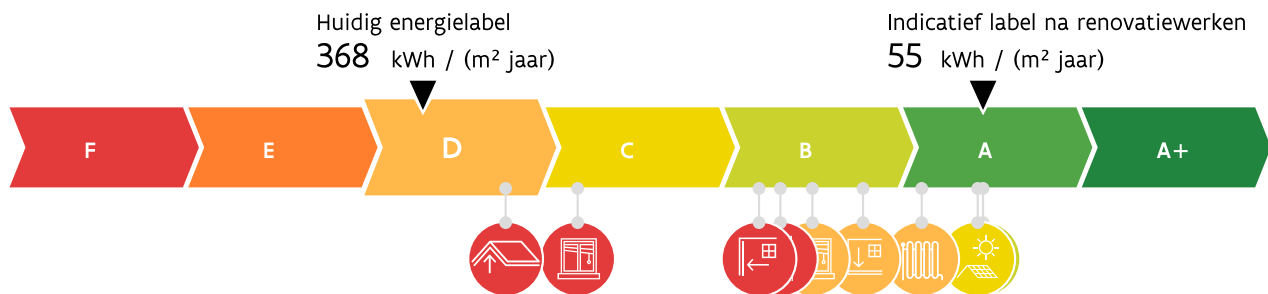 Huidig energielabel
368 kWh / (m² jaar)
Indicatief label na renovatiewerken
55 kWh / (m² jaar)
F E D C B A A+